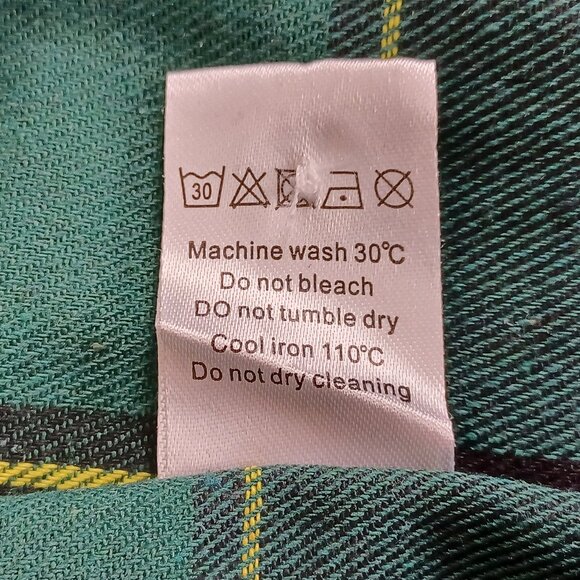 30
Machine wash 30°C
Do not bleach
DO not tumble dry
Cool iron 110°C
Do not dry cleaning